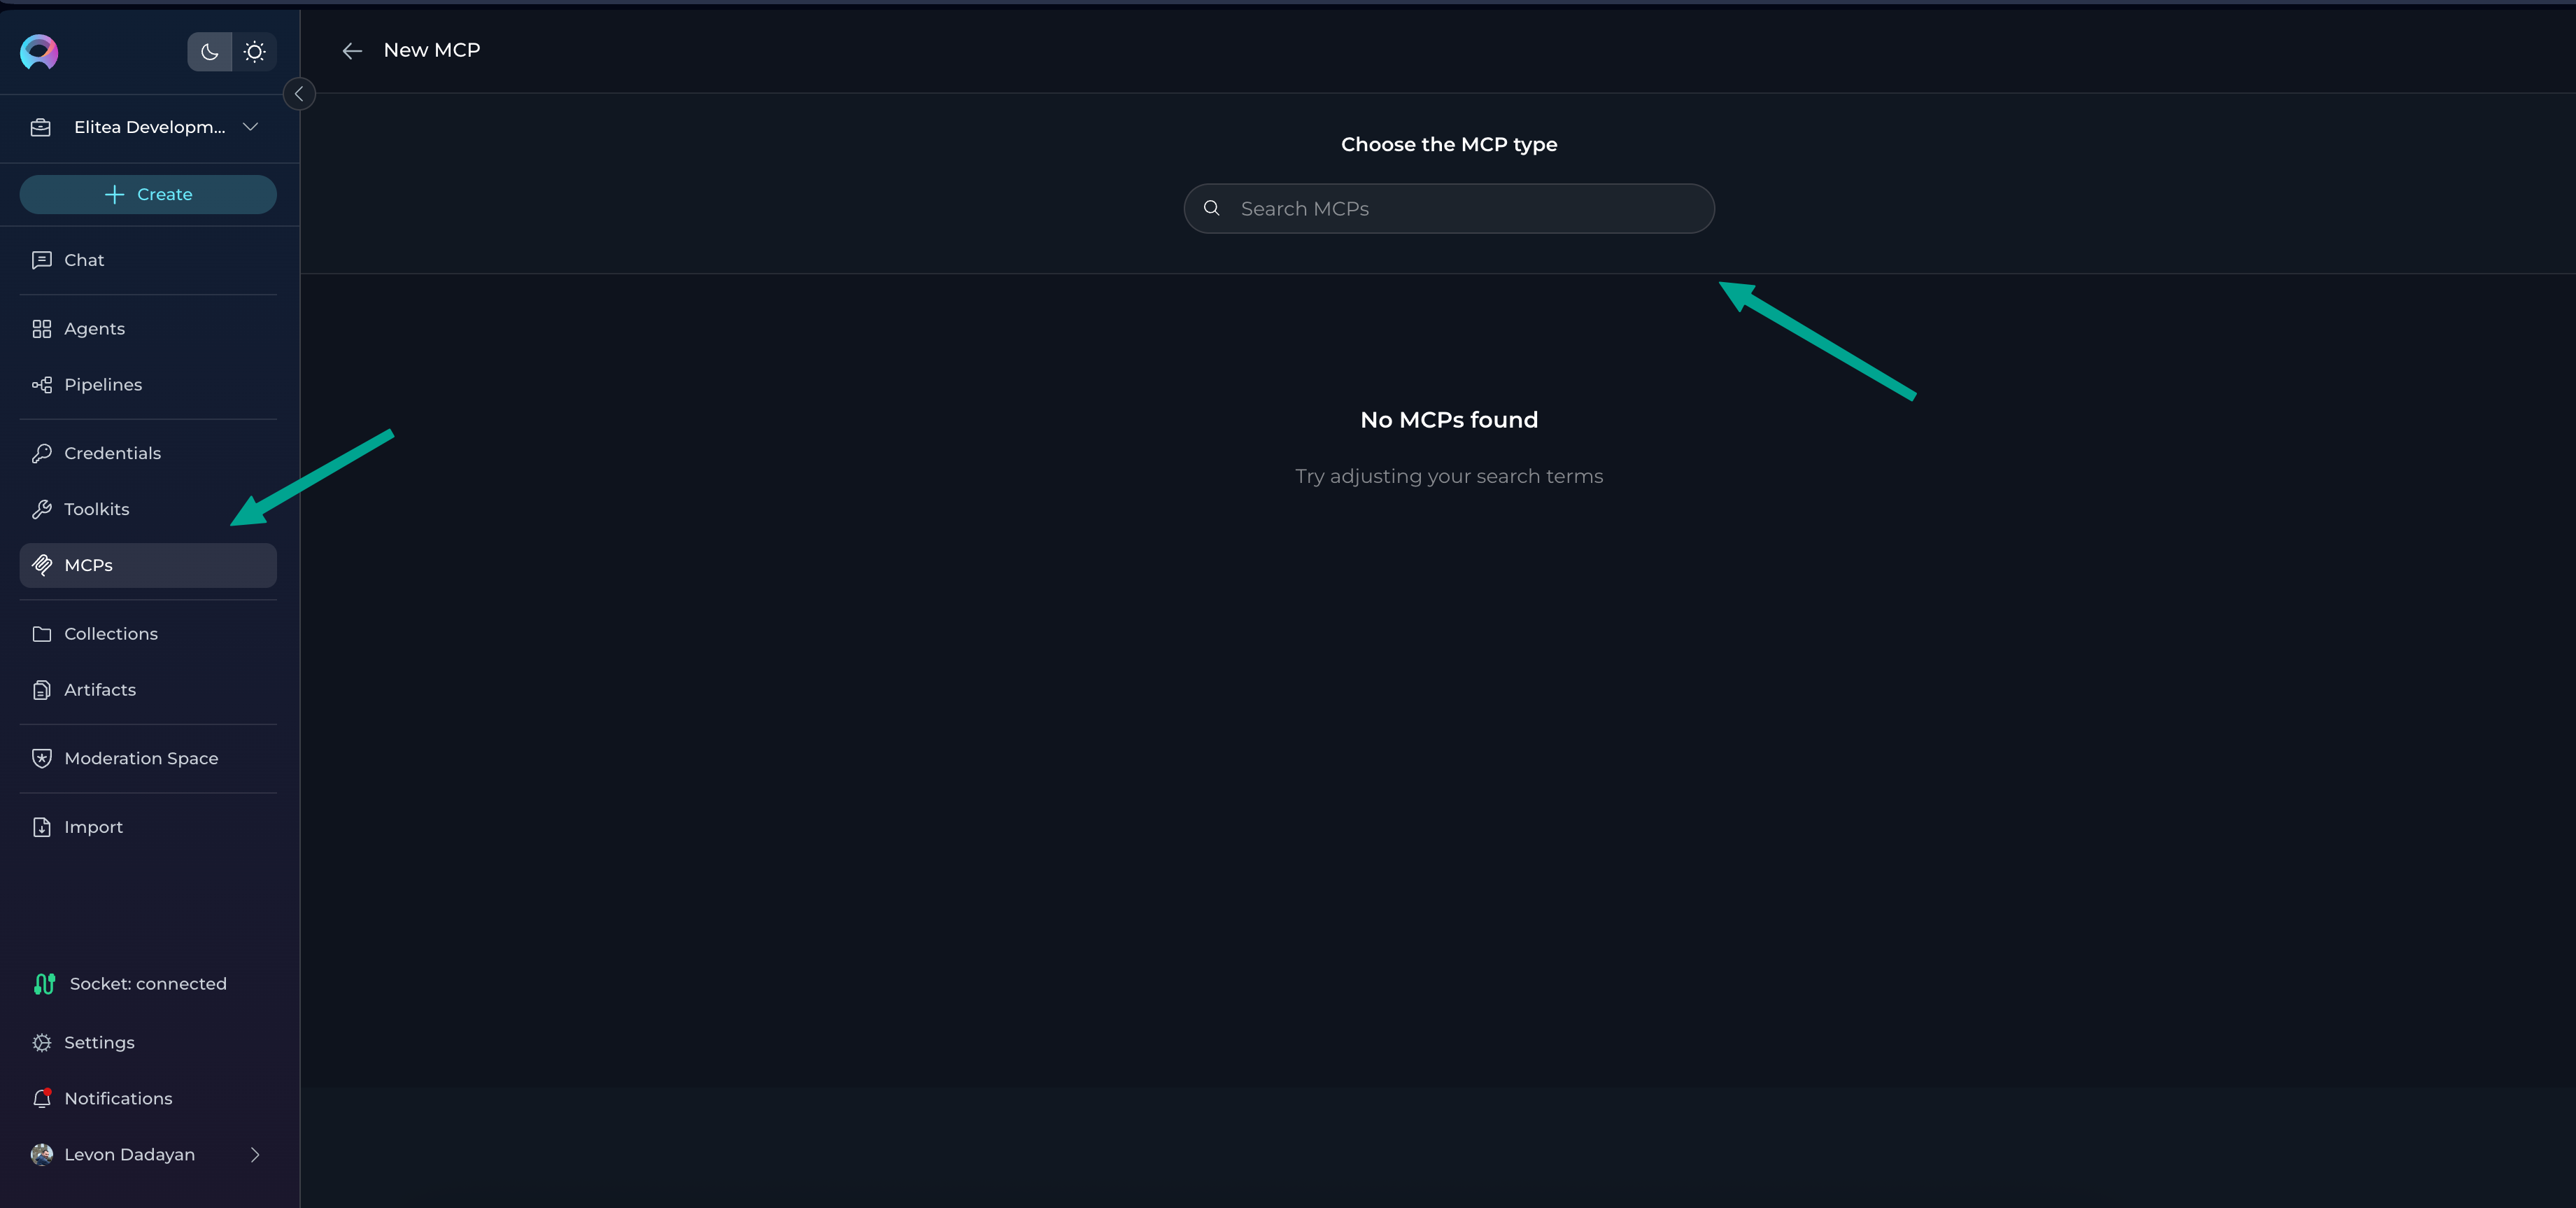 New MCP
Elitea Developm...
Create
Chat
Agents
Pipelines
Credentials
Toolkits
MCPs
Collections
Artifacts
Moderation Space
Import
Socket: connected
Settings
Notifications
Levon Dadayan
Choose the MCP type
Search MCPs
No MCPs found
Try adjusting your search terms